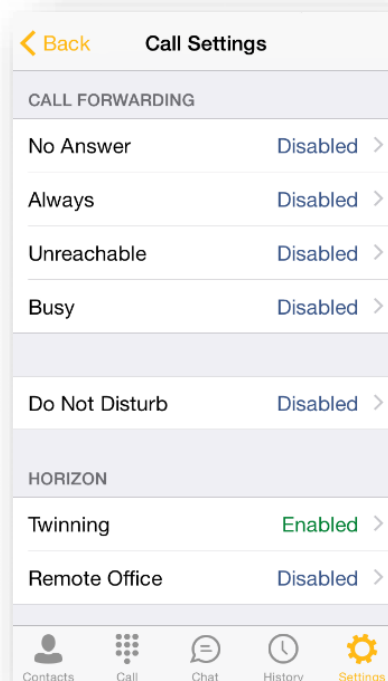 Back Call Settings
CALL FORWARDING
No Answer Disabled
Always Disabled
Unreachable Disabled
Busy Disabled
Do Not Disturb Disabled
HORIZON
Twinning Enabled
Remote Office Disabled
Contacts Call Chat History Settings